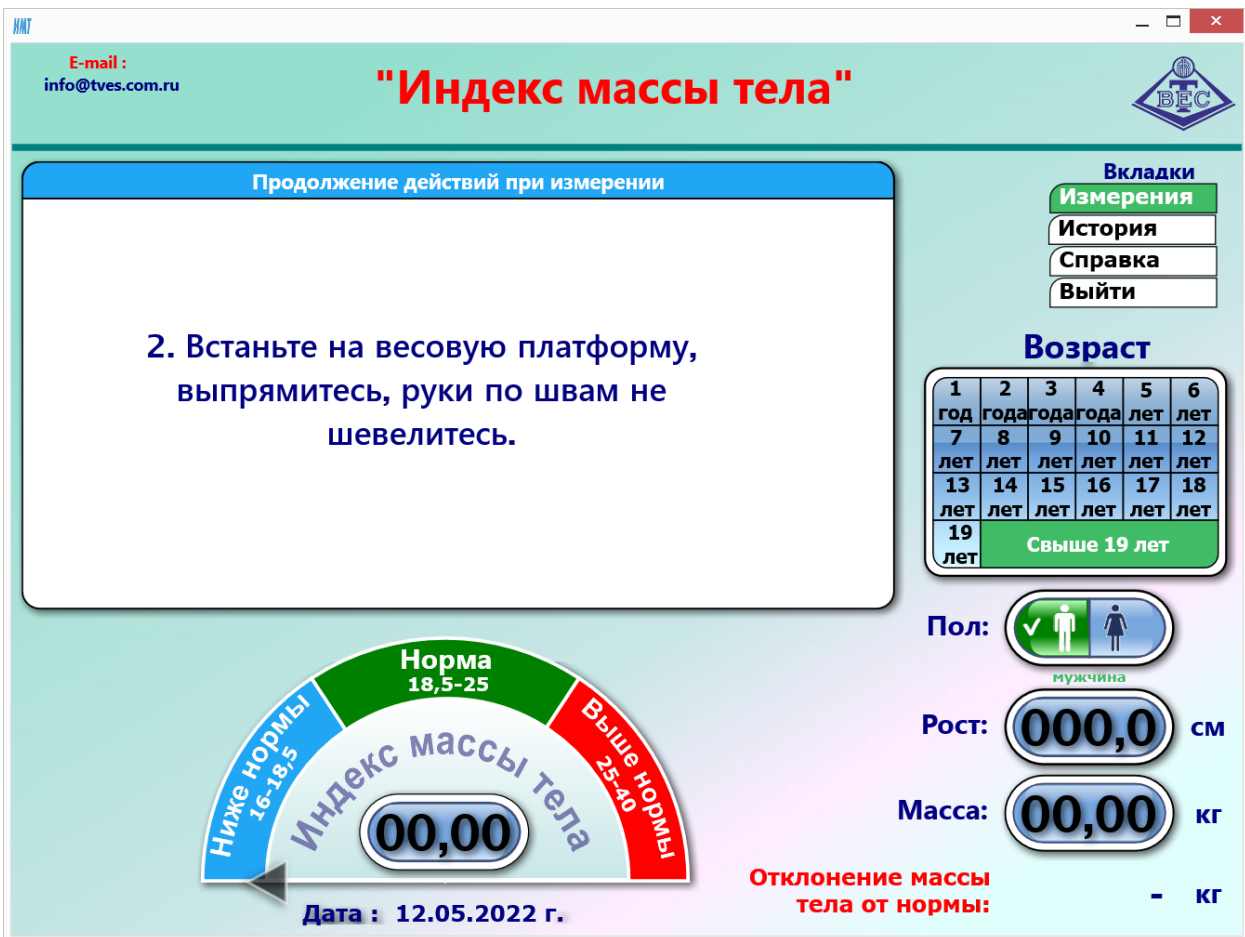 ИМТ
E-mail :
info@tves.com.ru
"Индекс массы тела"
Т
ВЕС
Продолжение действий при измерении
2. Встаньте на весовую платформу,
выпрямитесь, руки по швам не
шевелитесь.
Вкладки
Измерения
История
Справка
Выйти
Возраст
1 2 3 4 5 6
год года года года лет лет
7 8 9 10 11 12
лет лет лет лет лет лет
13 14 15 16 17 18
лет лет лет лет лет лет
19
лет
Свыше 19 лет
Пол:
мужчина
Рост: 000,0 см
Масса: 00,00 кг
Отклонение массы
тела от нормы: - кг
Норма
18,5-25
Ниже нормы
16-18,5
Выше нормы
25-40
Индекс массы тела
00,00
Дата : 12.05.2022 г.